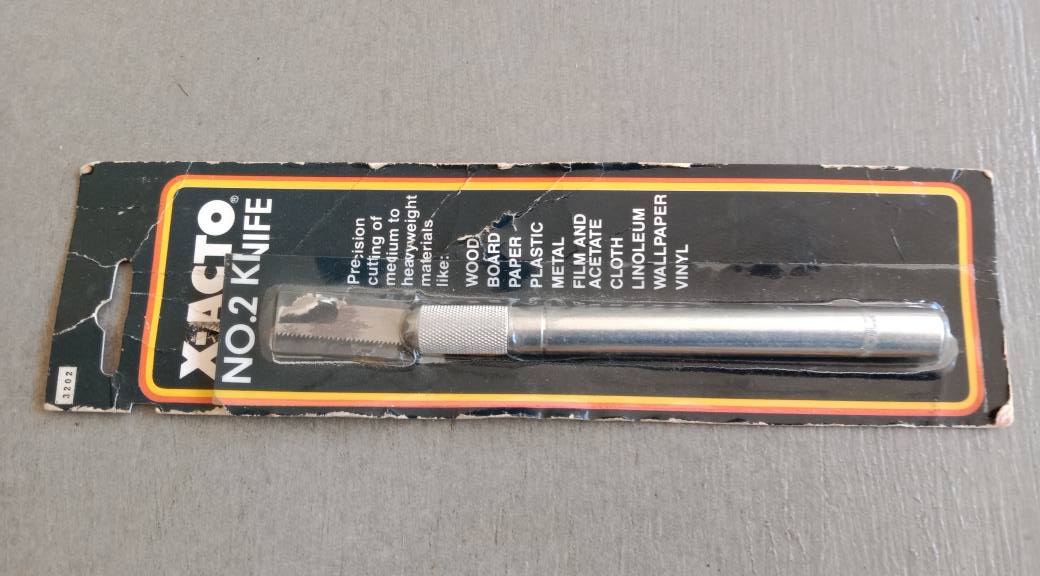 X-ACTO®
NO.2 KNIFE
Precision
cutting of
medium to
heavyweight
materials
like:
WOOD
BOARD
PAPER
PLASTIC
METAL
FILM AND
ACETATE
CLOTH
LINOLEUM
WALLPAPER
VINYL
3202